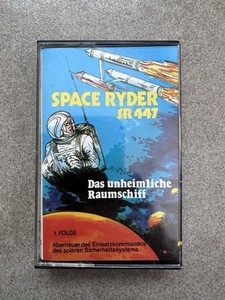 SPACE RYDER
SR 447
Das unheimliche
Raumschiff
1. FOLGE
Abenteuer des Einsatzkommandos
des solaren Sicherheitssystems